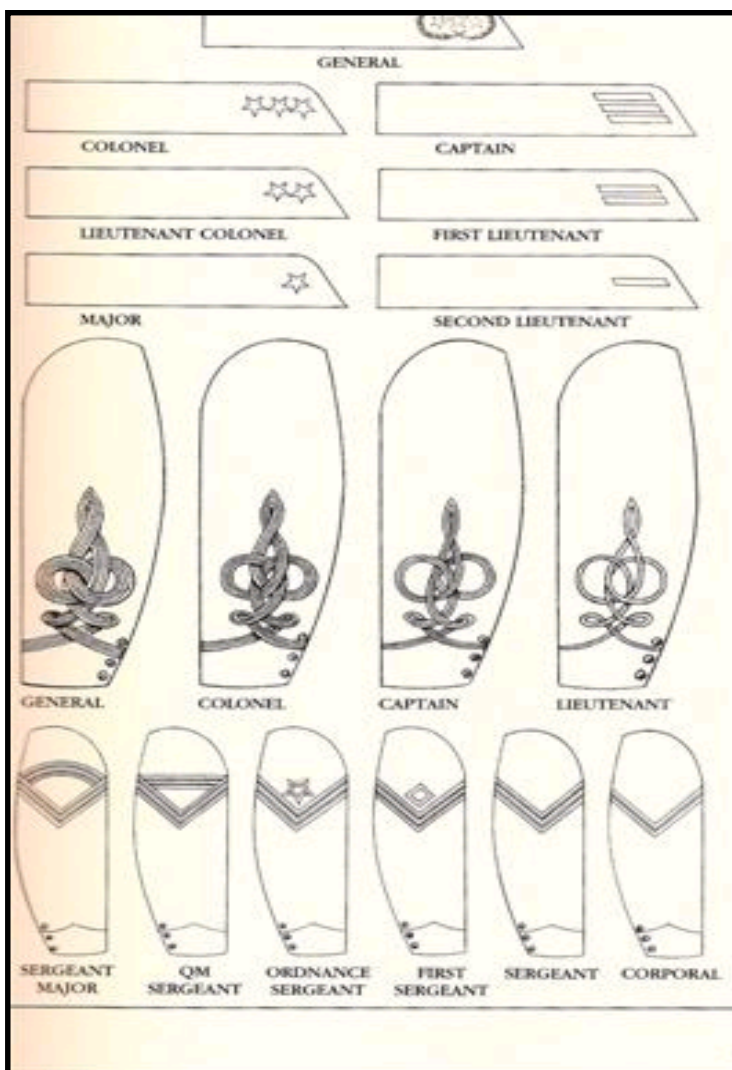 GENERAL
COLONEL CAPTAIN
LIEUTENANT COLONEL FIRST LIEUTENANT
MAJOR SECOND LIEUTENANT
GENERAL COLONEL CAPTAIN LIEUTENANT
SERGEANT
MAJOR
QM
SERGEANT
ORDNANCE
SERGEANT
FIRST
SERGEANT
SERGEANT
CORPORAL